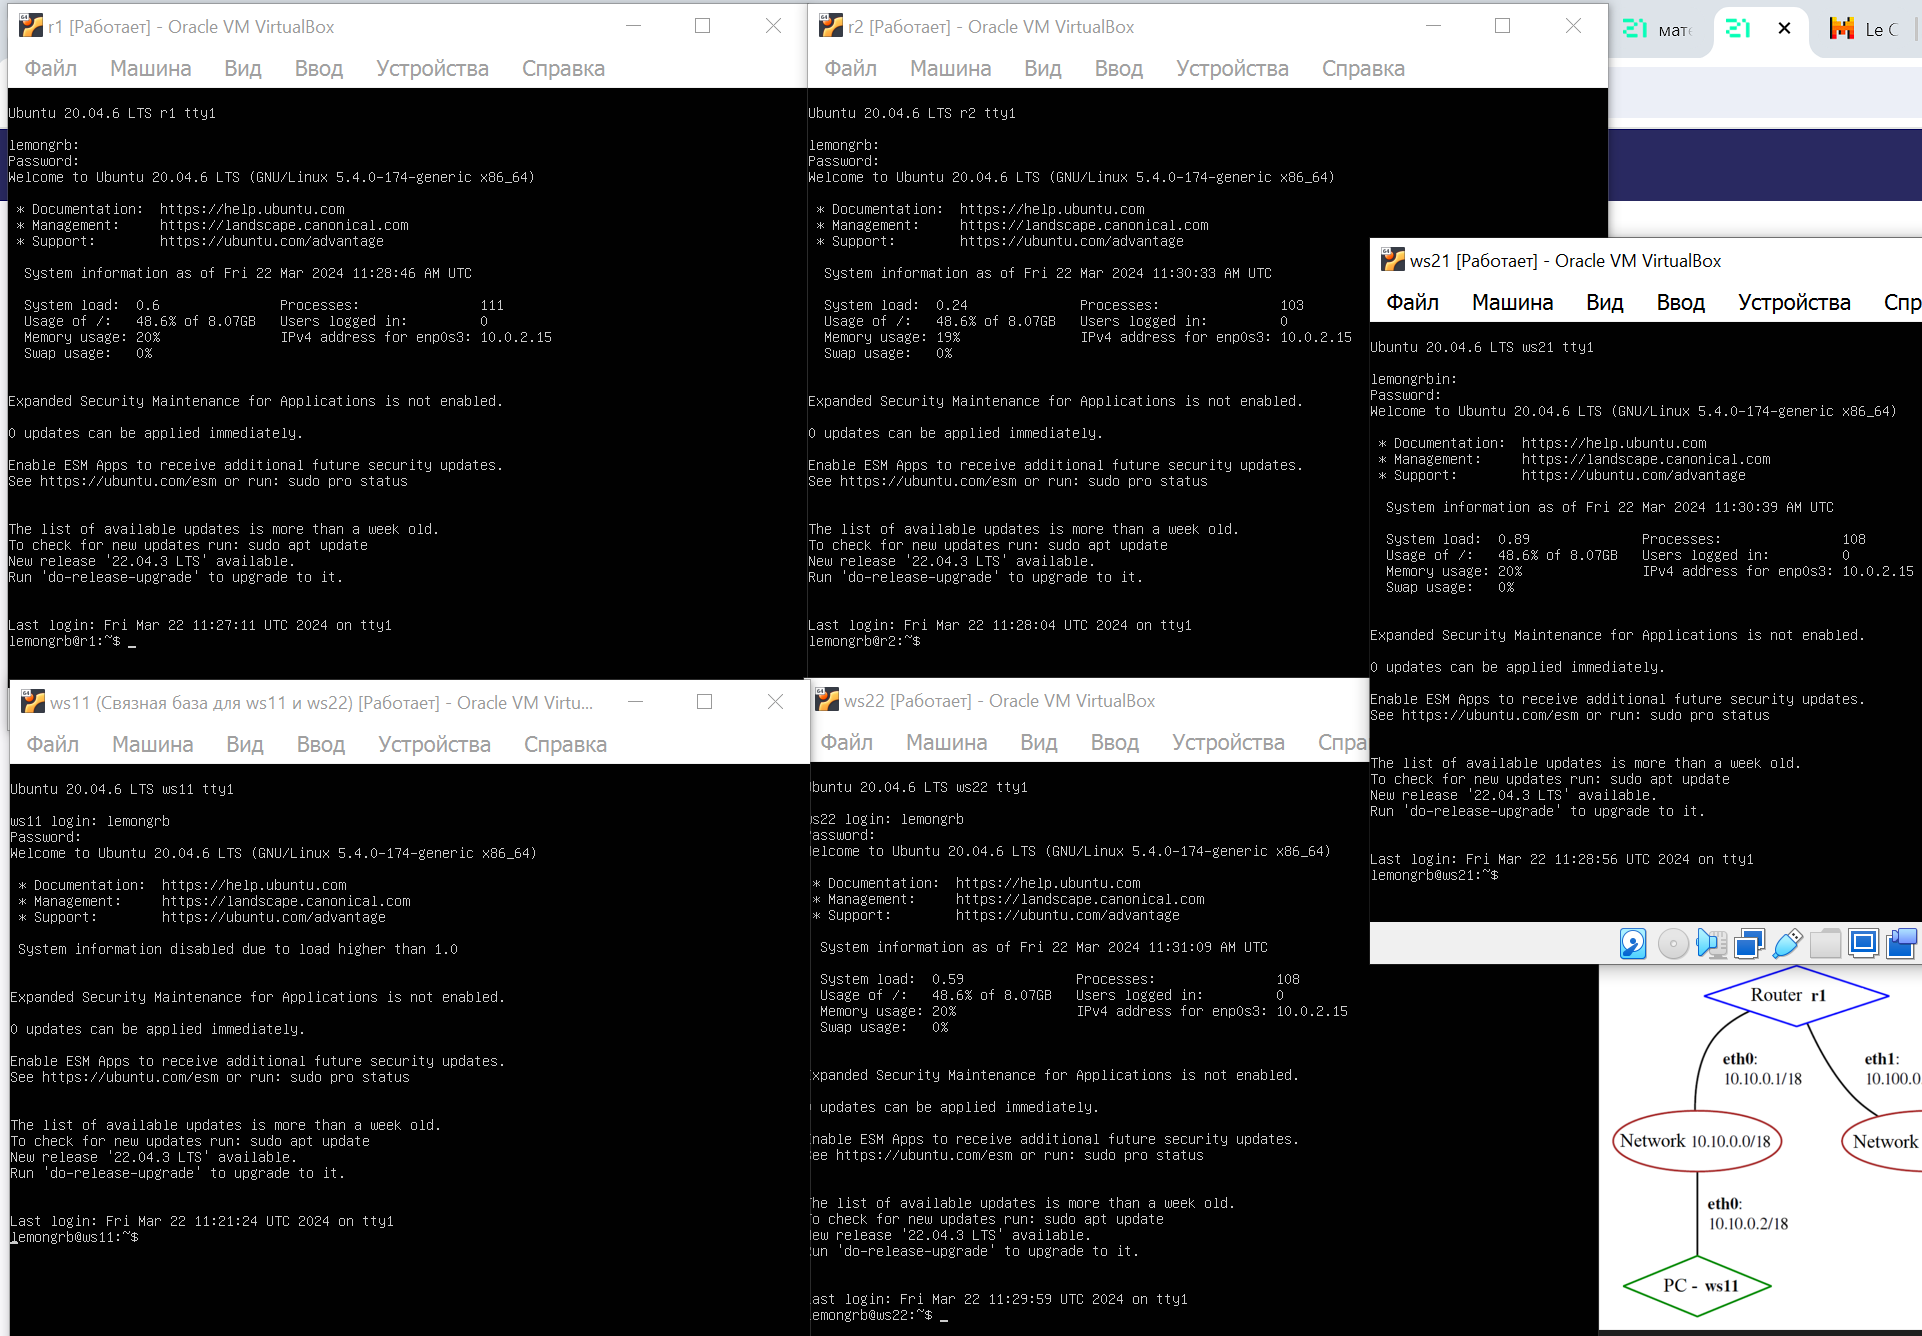 r1 [Работает] - Oracle VM VirtualBox
Файл Машина Вид Ввод Устройства Справка
Ubuntu 20.04.6 LTS r1 tty1
lemongrb:
Password:
Welcome to Ubuntu 20.04.6 LTS (GNU/Linux 5.4.0-174-generic x86_64)
* Documentation: https://help.ubuntu.com
* Management: https://landscape.canonical.com
* Support: https://ubuntu.com/advantage
System information as of Fri 22 Mar 2024 11:28:46 AM UTC
System load: 0.6 Processes: 111
Usage of /: 48.6% of 8.07GB Users logged in: 0
Memory usage: 20% IPv4 address for enp0s3: 10.0.2.15
Swap usage: 0%
Expanded Security Maintenance for Applications is not enabled.
0 updates can be applied immediately.
Enable ESM Apps to receive additional future security updates.
See https://ubuntu.com/esm or run: sudo pro status
The list of available updates is more than a week old.
To check for new updates run: sudo apt update
New release '22.04.3 LTS' available.
Run 'do-release-upgrade' to upgrade to it.
Last login: Fri Mar 22 11:27:11 UTC 2024 on tty1
lemongrb@r1:~$ _
r2 [Работает] - Oracle VM VirtualBox
Файл Машина Вид Ввод Устройства Справка
Ubuntu 20.04.6 LTS r2 tty1
lemongrb:
Password:
Welcome to Ubuntu 20.04.6 LTS (GNU/Linux 5.4.0-174-generic x86_64)
* Documentation: https://help.ubuntu.com
* Management: https://landscape.canonical.com
* Support: https://ubuntu.com/advantage
System information as of Fri 22 Mar 2024 11:30:33 AM UTC
System load: 0.24 Processes: 103
Usage of /: 48.6% of 8.07GB Users logged in: 0
Memory usage: 19% IPv4 address for enp0s3: 10.0.2.15
Swap usage: 0%
Expanded Security Maintenance for Applications is not enabled.
0 updates can be applied immediately.
Enable ESM Apps to receive additional future security updates.
See https://ubuntu.com/esm or run: sudo pro status
The list of available updates is more than a week old.
To check for new updates run: sudo apt update
New release '22.04.3 LTS' available.
Run 'do-release-upgrade' to upgrade to it.
Last login: Fri Mar 22 11:28:04 UTC 2024 on tty1
lemongrb@r2:~$
21 мате 21 Le C
ws21 [Работает] - Oracle VM VirtualBox
Файл Машина Вид Ввод Устройства Спр
Ubuntu 20.04.6 LTS ws21 tty1
lemongrbin:
Password:
Welcome to Ubuntu 20.04.6 LTS (GNU/Linux 5.4.0-174-generic x86_64)
* Documentation: https://help.ubuntu.com
* Management: https://landscape.canonical.com
* Support: https://ubuntu.com/advantage
System information as of Fri 22 Mar 2024 11:30:39 AM UTC
System load: 0.89 Processes: 108
Usage of /: 48.6% of 8.07GB Users logged in: 0
Memory usage: 20% IPv4 address for enp0s3: 10.0.2.15
Swap usage: 0%
Expanded Security Maintenance for Applications is not enabled.
0 updates can be applied immediately.
Enable ESM Apps to receive additional future security updates.
See https://ubuntu.com/esm or run: sudo pro status
The list of available updates is more than a week old.
To check for new updates run: sudo apt update
New release '22.04.3 LTS' available.
Run 'do-release-upgrade' to upgrade to it.
Last login: Fri Mar 22 11:28:56 UTC 2024 on tty1
lemongrb@ws21:~$
ws11 (Связная база для ws11 и ws22) [Работает] - Oracle VM Virtu...
Файл Машина Вид Ввод Устройства Справка
Ubuntu 20.04.6 LTS ws11 tty1
ws11 login: lemongrb
Password:
Welcome to Ubuntu 20.04.6 LTS (GNU/Linux 5.4.0-174-generic x86_64)
* Documentation: https://help.ubuntu.com
* Management: https://landscape.canonical.com
* Support: https://ubuntu.com/advantage
System information disabled due to load higher than 1.0
Expanded Security Maintenance for Applications is not enabled.
0 updates can be applied immediately.
Enable ESM Apps to receive additional future security updates.
See https://ubuntu.com/esm or run: sudo pro status
The list of available updates is more than a week old.
To check for new updates run: sudo apt update
New release '22.04.3 LTS' available.
Run 'do-release-upgrade' to upgrade to it.
Last login: Fri Mar 22 11:21:24 UTC 2024 on tty1
lemongrb@ws11:~$
ws22 [Работает] - Oracle VM VirtualBox
Файл Машина Вид Ввод Устройства Спра
buntu 20.04.6 LTS ws22 tty1
s22 login: lemongrb
assword:
elcome to Ubuntu 20.04.6 LTS (GNU/Linux 5.4.0-174-generic x86_64)
* Documentation: https://help.ubuntu.com
* Management: https://landscape.canonical.com
* Support: https://ubuntu.com/advantage
System information as of Fri 22 Mar 2024 11:31:09 AM UTC
System load: 0.59 Processes: 108
Usage of /: 48.6% of 8.07GB Users logged in: 0
Memory usage: 20% IPv4 address for enp0s3: 10.0.2.15
Swap usage: 0%
xpanded Security Maintenance for Applications is not enabled.
updates can be applied immediately.
nable ESM Apps to receive additional future security updates.
ee https://ubuntu.com/esm or run: sudo pro status
he list of available updates is more than a week old.
o check for new updates run: sudo apt update
ew release '22.04.3 LTS' available.
un 'do-release-upgrade' to upgrade to it.
ast login: Fri Mar 22 11:29:59 UTC 2024 on tty1
emongrb@ws22:~$ _
Router r1
eth0:
10.10.0.1/18
eth1:
10.100.0.
Network 10.10.0.0/18
Network
eth0:
10.10.0.2/18
PC - ws11